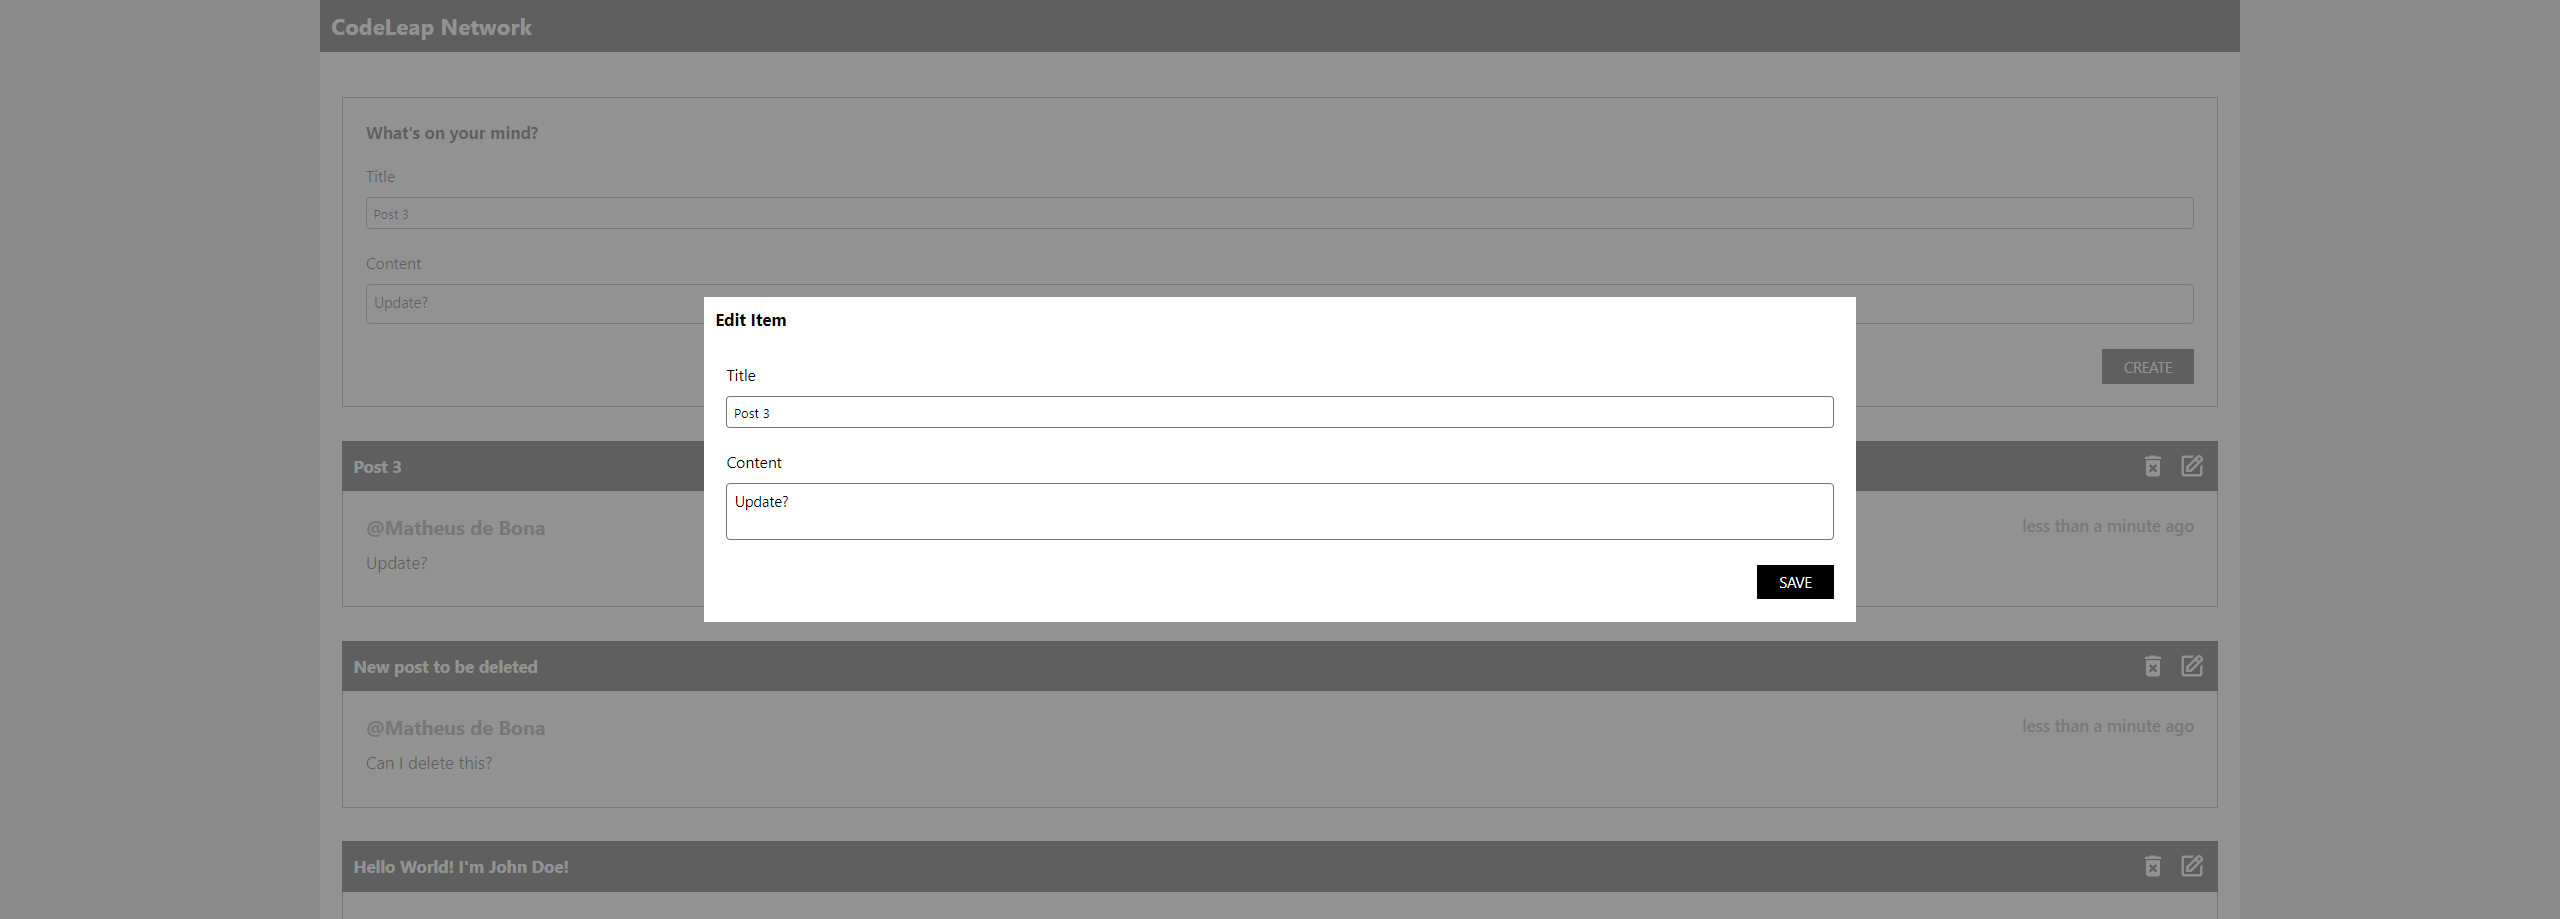 CodeLeap Network
What's on your mind?
Title
Post 3
Content
Update?
CREATE
Edit Item
Title
Post 3
Content
Update?
SAVE
Post 3
@Matheus de Bona
less than a minute ago
Update?
New post to be deleted
@Matheus de Bona
less than a minute ago
Can I delete this?
Hello World! I'm John Doe!